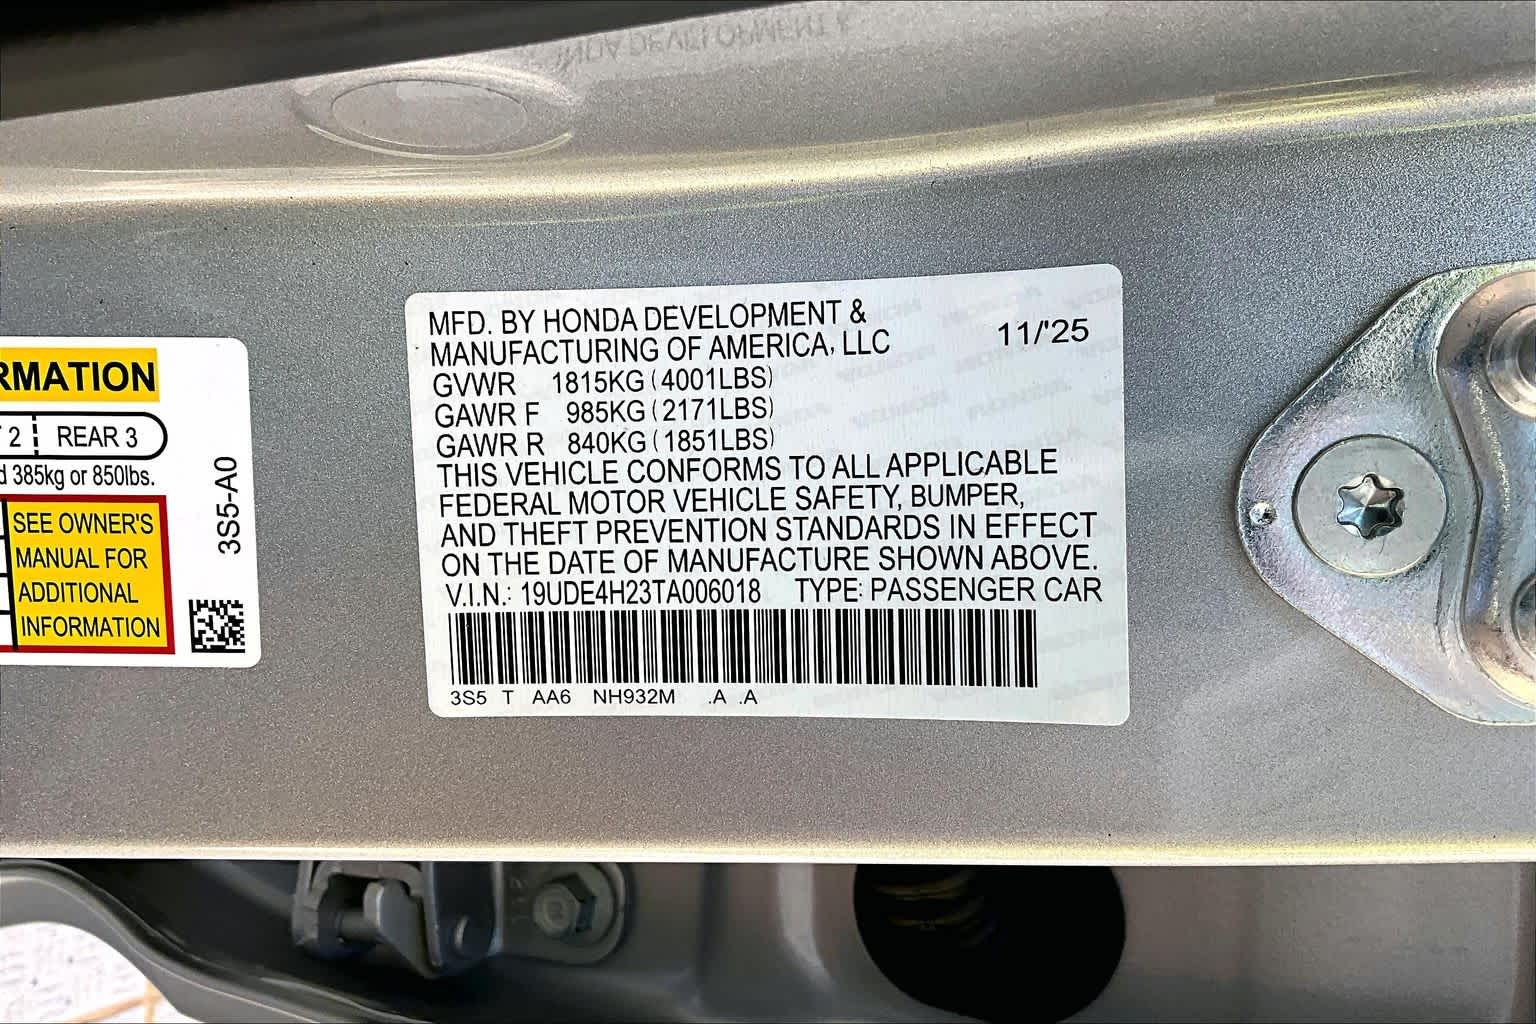 RMATION
2 REAR 3
d 385kg or 850lbs.
SEE OWNER'S
MANUAL FOR
ADDITIONAL
INFORMATION
3S5-A0
MFD. BY HONDA DEVELOPMENT &
MANUFACTURING OF AMERICA, LLC
11/'25
GVWR 1815KG (4001LBS)
GAWR F 985KG (2171LBS)
GAWR R 840KG (1851LBS)
THIS VEHICLE CONFORMS TO ALL APPLICABLE
FEDERAL MOTOR VEHICLE SAFETY, BUMPER,
AND THEFT PREVENTION STANDARDS IN EFFECT
ON THE DATE OF MANUFACTURE SHOWN ABOVE.
V.I.N.: 19UDE4H23TA006018 TYPE: PASSENGER CAR
3S5 T AA6 NH932M .A .A